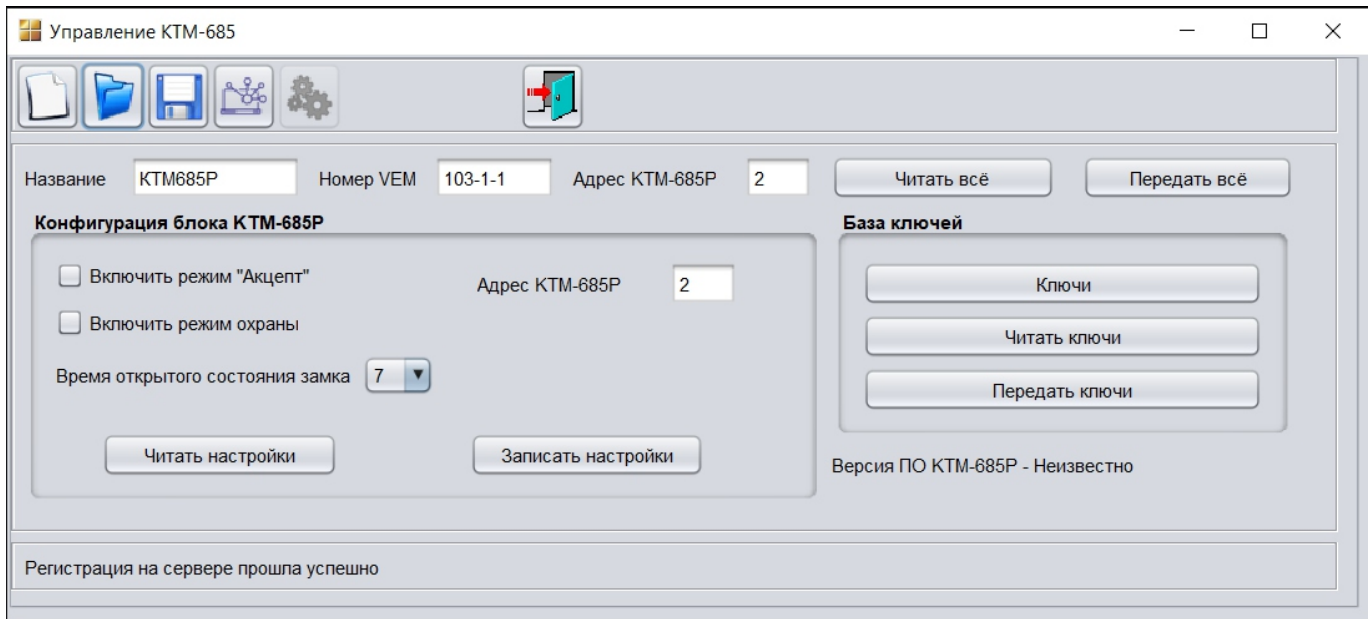 Управление КТМ-685
Название КТМ685Р Номер VEM 103-1-1 Адрес КТМ-685Р 2 Читать всё Передать всё
Конфигурация блока КТМ-685Р
Включить режим "Акцепт" Адрес КТМ-685Р 2
Включить режим охраны
Время открытого состояния замка 7
Читать настройки Записать настройки
База ключей
Ключи
Читать ключи
Передать ключи
Версия ПО КТМ-685Р - Неизвестно
Регистрация на сервере прошла успешно